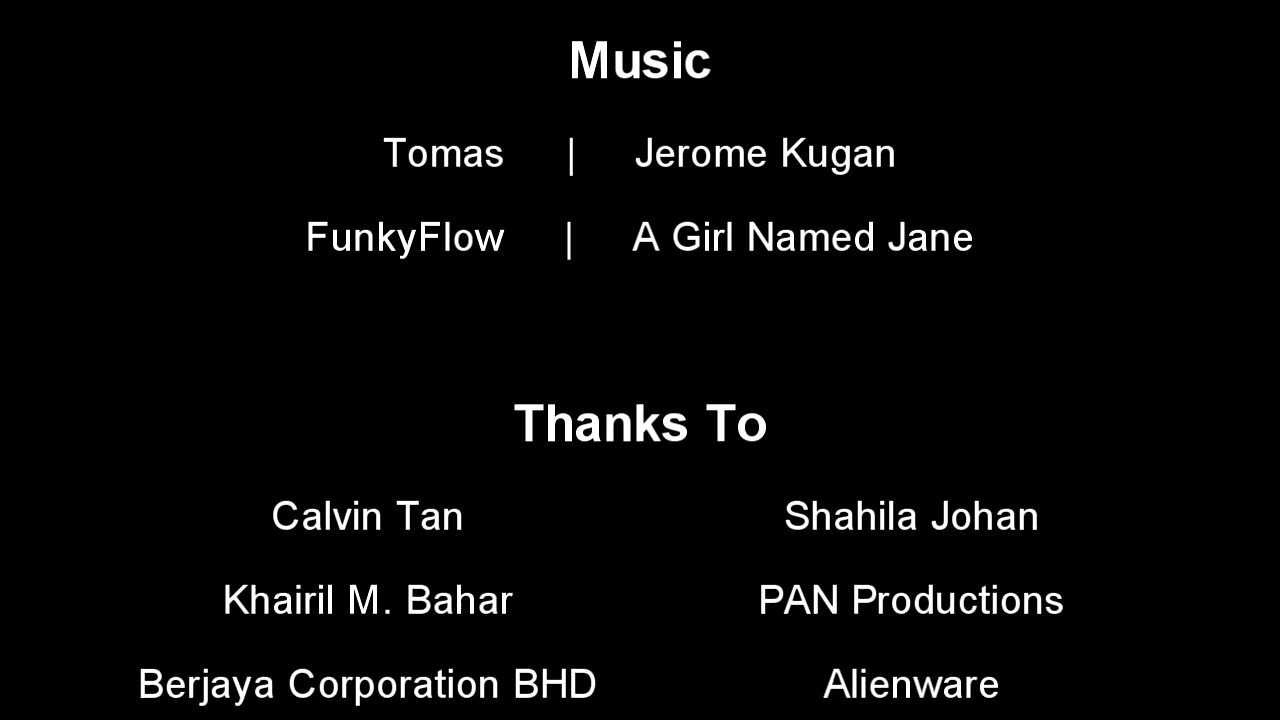 Music
Tomas | Jerome Kugan
FunkyFlow | A Girl Named Jane
Thanks To
Calvin Tan Shahila Johan
Khairil M. Bahar PAN Productions
Berjaya Corporation BHD Alienware